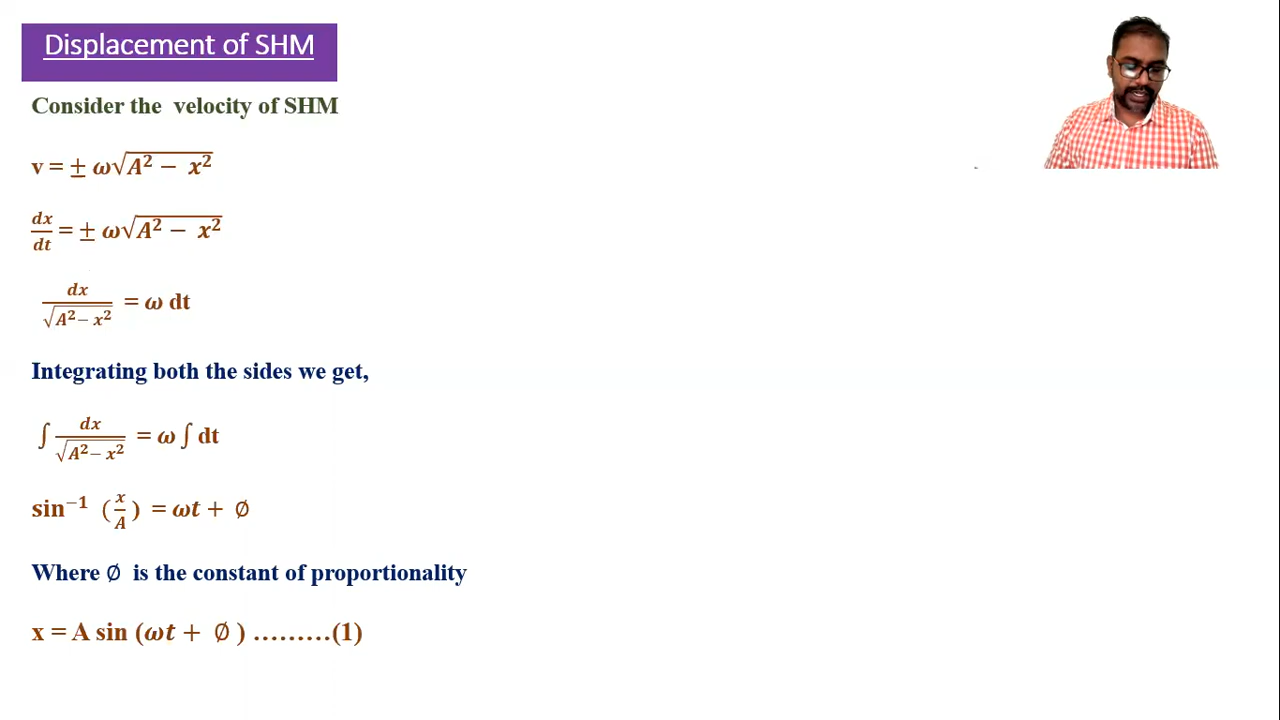 Displacement of SHM
Consider the velocity of SHM
v = ± ω√A² − x²
dx/dt = ± ω√A² − x²
dx/√A² − x² = ω dt
Integrating both the sides we get,
∫ dx/√A² − x² = ω ∫ dt
sin⁻¹ (x/A) = ωt + ∅
Where ∅ is the constant of proportionality
x = A sin (ωt + ∅ ) ………(1)